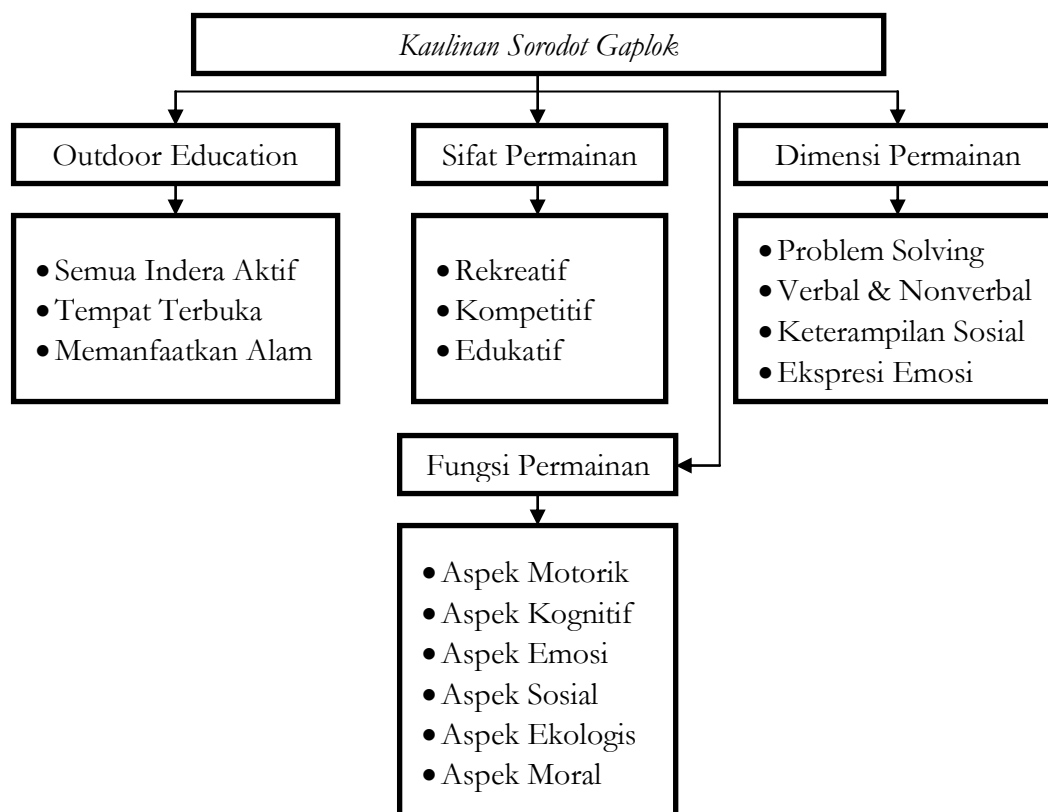 Kaulinan Sorodot Gaplok
Outdoor Education
• Semua Indera Aktif
• Tempat Terbuka
• Memanfaatkan Alam
Sifat Permainan
• Rekreatif
• Kompetitif
• Edukatif
Dimensi Permainan
• Problem Solving
• Verbal & Nonverbal
• Keterampilan Sosial
• Ekspresi Emosi
Fungsi Permainan
• Aspek Motorik
• Aspek Kognitif
• Aspek Emosi
• Aspek Sosial
• Aspek Ekologis
• Aspek Moral